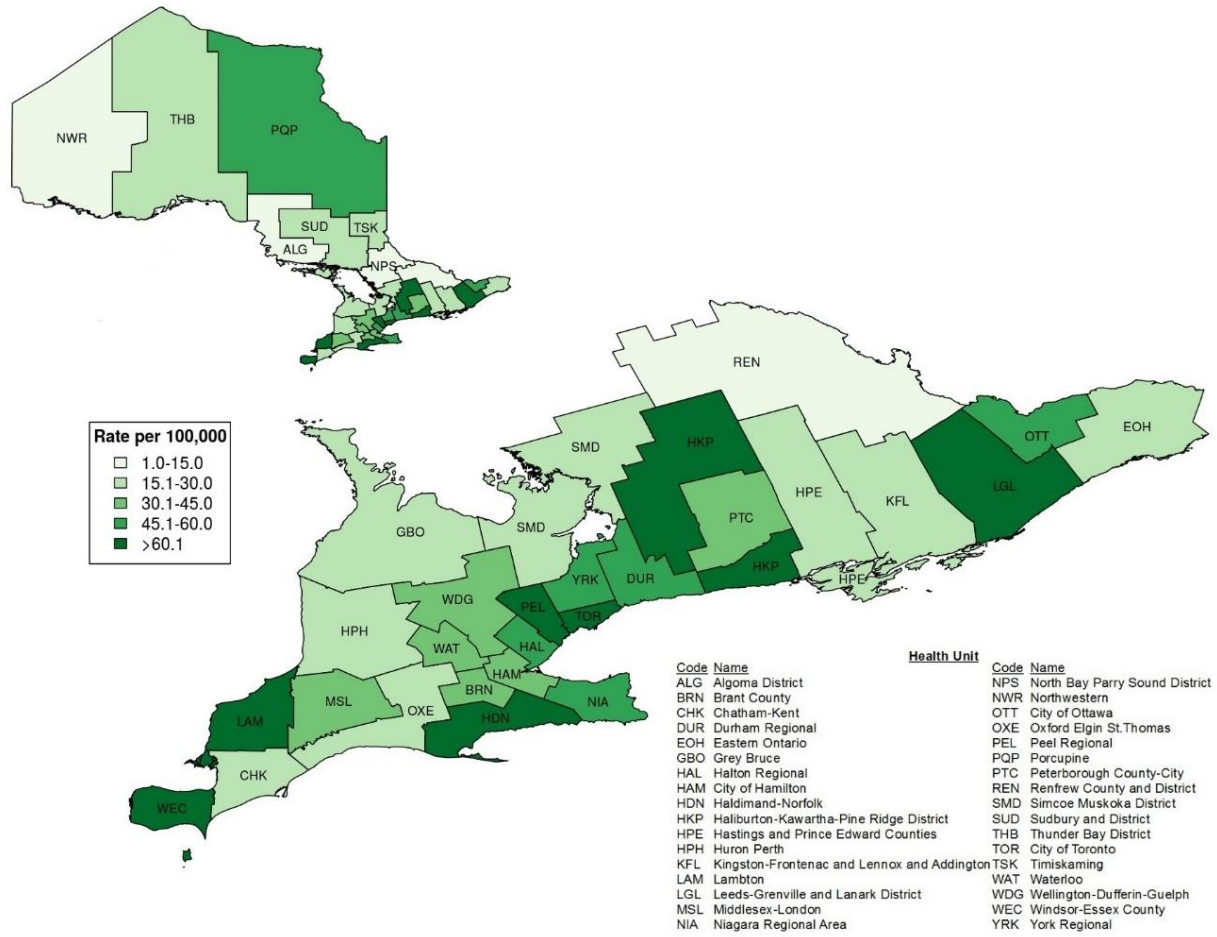 NWR
THB
PQP
SUD
TSK
ALG
NPS
REN
HKP
SMD
OTT
EOH
LGL
HPE
KFL
PTC
GBO
SMD
HKP
HPE
YRK
DUR
WDG
PEL
TOR
HPH
WAT
HAL
HAM
BRN
MSL
OXE
HDN
NIA
LAM
CHK
WEC
Rate per 100,000
1.0-15.0
15.1-30.0
30.1-45.0
45.1-60.0
>60.1
Health Unit
Code Name
ALG Algoma District
BRN Brant County
CHK Chatham-Kent
DUR Durham Regional
EOH Eastern Ontario
GBO Grey Bruce
HAL Halton Regional
HAM City of Hamilton
HDN Haldimand-Norfolk
HKP Haliburton-Kawartha-Pine Ridge District
HPE Hastings and Prince Edward Counties
HPH Huron Perth
KFL Kingston-Frontenac and Lennox and Addington
LAM Lambton
LGL Leeds-Grenville and Lanark District
MSL Middlesex-London
NIA Niagara Regional Area
Code Name
NPS North Bay Parry Sound District
NWR Northwestern
OTT City of Ottawa
OXE Oxford Elgin St.Thomas
PEL Peel Regional
PQP Porcupine
PTC Peterborough County-City
REN Renfrew County and District
SMD Simcoe Muskoka District
SUD Sudbury and District
THB Thunder Bay District
TOR City of Toronto
TSK Timiskaming
WAT Waterloo
WDG Wellington-Dufferin-Guelph
WEC Windsor-Essex County
YRK York Regional